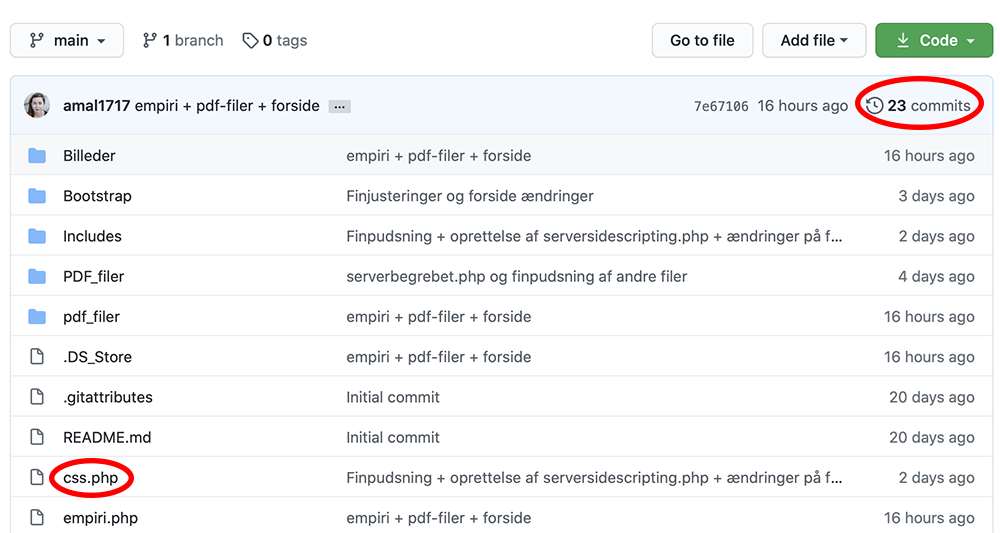 main 1 branch 0 tags Go to file Add file Code
amal1717 empiri + pdf-filer + forside ... 7e67106 16 hours ago 23 commits
Billeder empiri + pdf-filer + forside 16 hours ago
Bootstrap Finjusteringer og forside ændringer 3 days ago
Includes Finpudsning + oprettelse af serversidescripting.php + ændringer på f... 2 days ago
PDF_filer serverbegrebet.php og finpudsning af andre filer 4 days ago
pdf_filer empiri + pdf-filer + forside 16 hours ago
.DS_Store empiri + pdf-filer + forside 16 hours ago
.gitattributes Initial commit 20 days ago
README.md Initial commit 20 days ago
css.php Finpudsning + oprettelse af serversidescripting.php + ændringer på f... 2 days ago
empiri.php empiri + pdf-filer + forside 16 hours ago